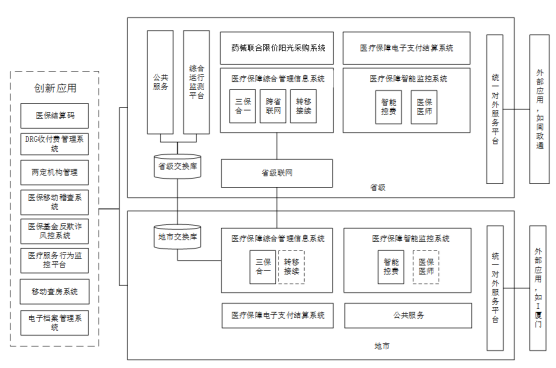 创新应用
医保结算码
DRG收付费管理系
统
两定机构管理
医保移动稽查系
统
医保基金反欺诈
风控系统
医疗服务行为监
控平台
移动查房系统
电子档案管理系
统
公共
服务
综合
运行
监测
平台
药械联合限价阳光采购系统
医疗保障电子支付结算系统
医疗保障综合管理信息系统
三保
合一
跨省
联网
转移
接续
医疗保障智能监控系统
智能
控费
医保
医师
省级交换库
省级联网
省级
统一对外服务平台
外部应用，如闽政通
地市交换库
医疗保障综合管理信息系统
三保
合一
转移
接续
医疗保障智能监控系统
智能
控费
医保
医师
医疗保障电子支付结算系统
公共服务
地市
统一对外服务平台
外部应用，如I厦门